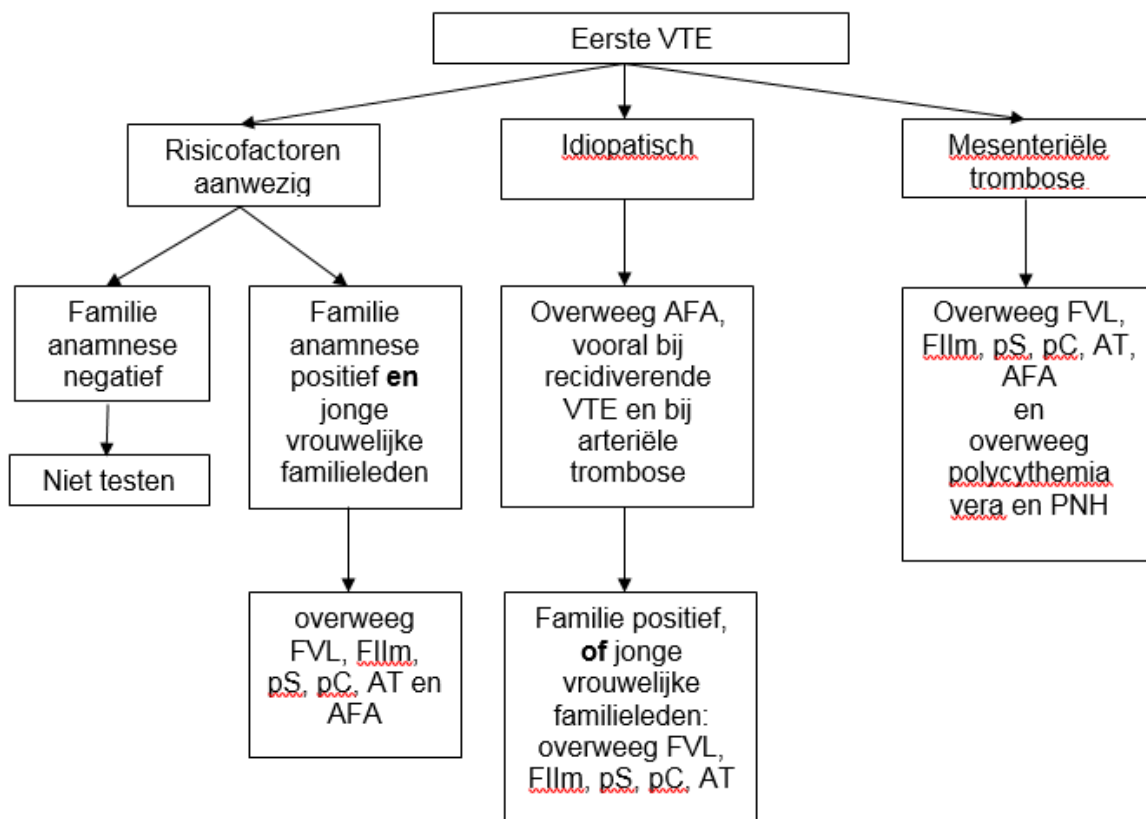 Eerste VTE
Risicofactoren
aanwezig
Idiopatisch
Mesenteriële
trombose
Familie
anamnese
negatief
Familie
anamnese
positief en
jonge
vrouwelijke
familieleden
Overweeg AFA,
vooral bij
recidiverende
VTE en bij
arteriële
trombose
Overweeg FVL,
FIIm, pS, pC, AT,
AFA
en
overweeg
polycythemia
vera en PNH
Niet testen
overweeg
FVL, FIIm,
pS, pC, AT en
AFA
Familie positief,
of jonge
vrouwelijke
familieleden:
overweeg FVL,
FIIm, pS, pC, AT